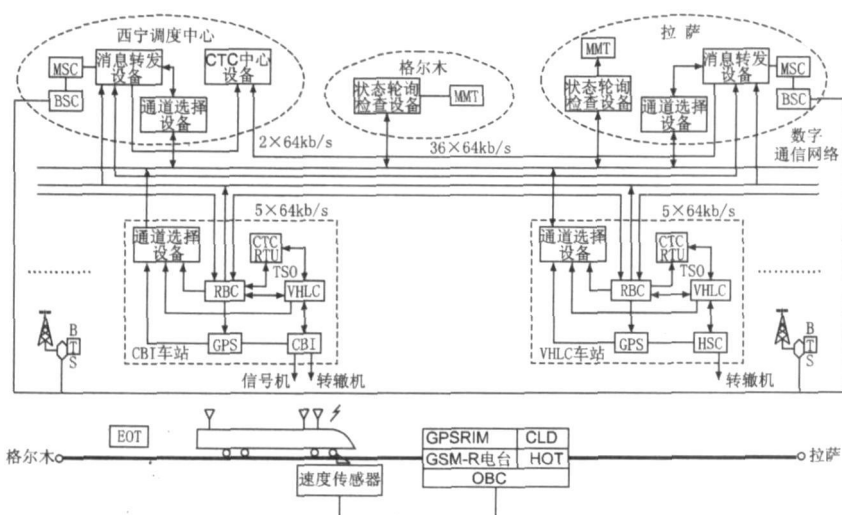 西宁调度中心
MSC
BSC
消息转发
设备
CTC中心
设备
通道选择
设备
格尔木
状态轮询
检查设备
MMT
拉萨
MMT
状态轮询
检查设备
消息转发
设备
通道选择
设备
MSC
BSC
数字
通信网络
2×64kb/s
36×64kb/s
5×64kb/s
5×64kb/s
通道选择
设备
CTC
RTU
TSO
RBC
VHLC
GPS
CBI
CBI车站
信号机
转辙机
通道选择
设备
CTC
RTU
TSO
RBC
VHLC
GPS
HSC
VHLC车站
转辙机
BTS
BTS
EOT
格尔木
速度传感器
GPSRIM
CLD
GSM-R电台
HOT
OBC
拉萨